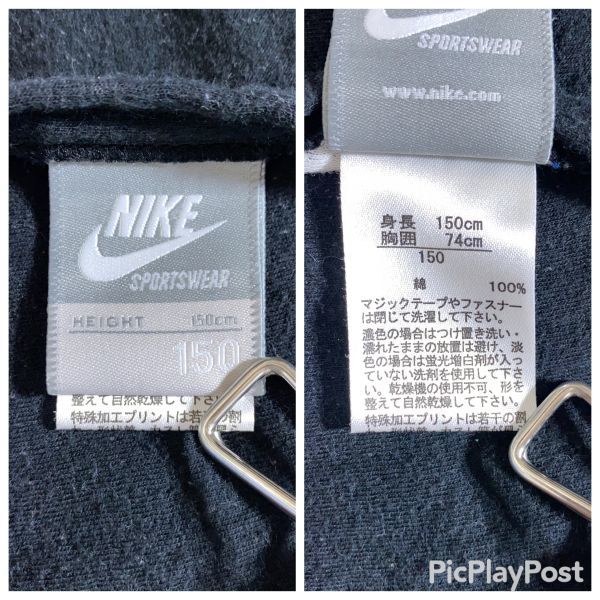 NIKE
SPORTSWEAR
HEIGHT 150cm
150
整えて自然乾燥して下さい。
特殊加工プリントは若干の割
SPORTSWEAR
www.nike.com
身長 150cm
胸囲 74cm
150
綿 100%
マジックテープやファスナー
は閉じて洗濯して下さい。
濃色の場合はつけ置き洗い・
濡れたままの放置は避け、淡
色の場合は蛍光増白剤が入っ
ていない洗剤を使用して下さ
い。乾燥機の使用不可、形を
整えて自然乾燥して下さい。
特殊加工プリントは若干の割
PicPlayPost